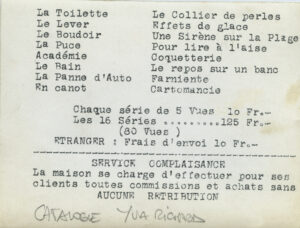 La Toilette Le Collier de perles
Le Lever Effets de glace
Le Boudoir Une Sirène sur la Plage
La Puce Pour lire à l'aise
Académie Coquetterie
Le Bain Le repos sur un banc
La Panne d'Auto Farniente
En canot Cartomancie
Chaque série de 5 Vues 10 Fr.-
Les 16 Séries ..........125 Fr.-
(80 Vues)
ETRANGER : Frais d'envoi 10 Fr.-
SERVICE COMPLAISANCE
La maison se charge d'effectuer pour ses
clients toutes commissions et achats sans
AUCUNE RETRIBUTION
CATALOGUE YVA RICHARD